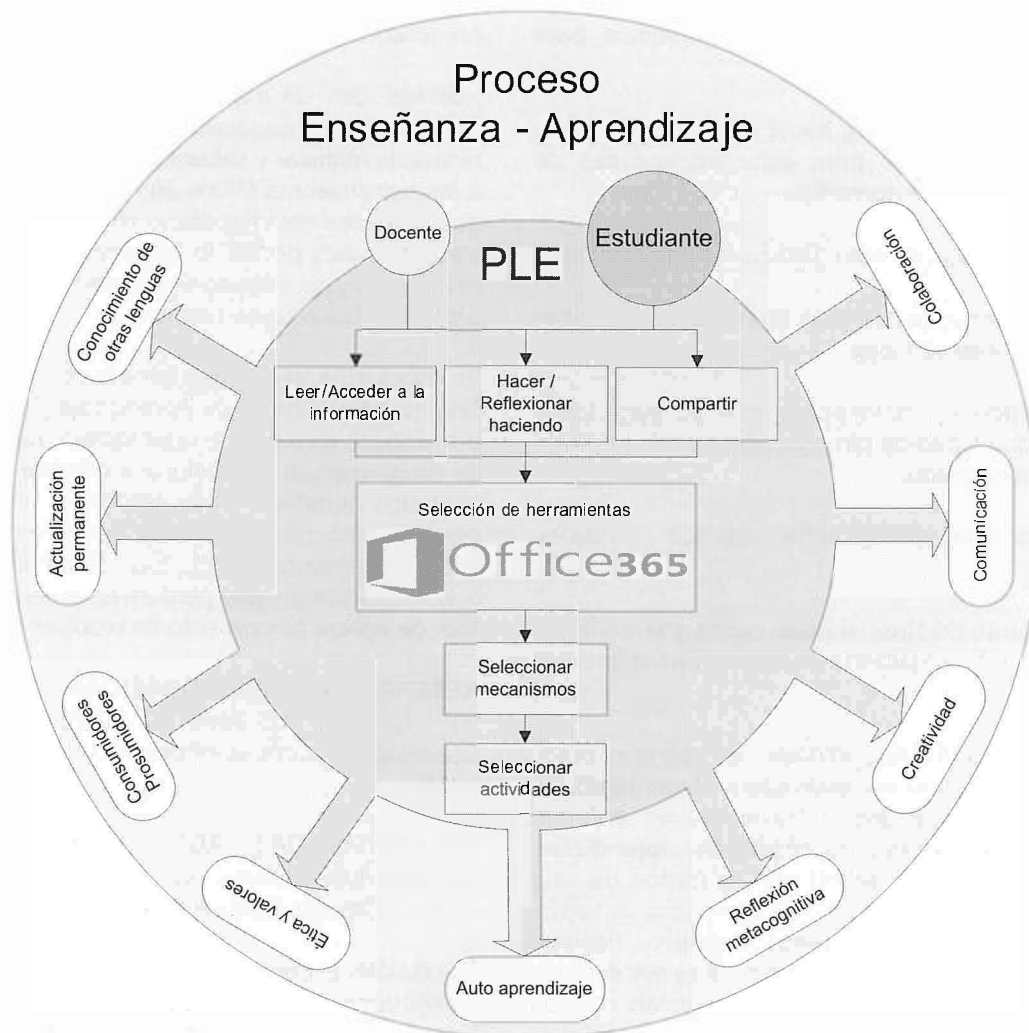 Proceso
Enseñanza - Aprendizaje
Docente
Estudiante
PLE
Conocimiento de
otras lenguas
Colaboración
Leer/Acceder a la
información
Hacer /
Reflexionar
haciendo
Compartir
Actualización
permanente
Selección de herramientas
Office365
Comunicación
Seleccionar
mecanismos
Consumidores
Prosumidores
Creatividad
Seleccionar
actividades
Ética y valores
Reflexión
metacognitiva
Auto aprendizaje